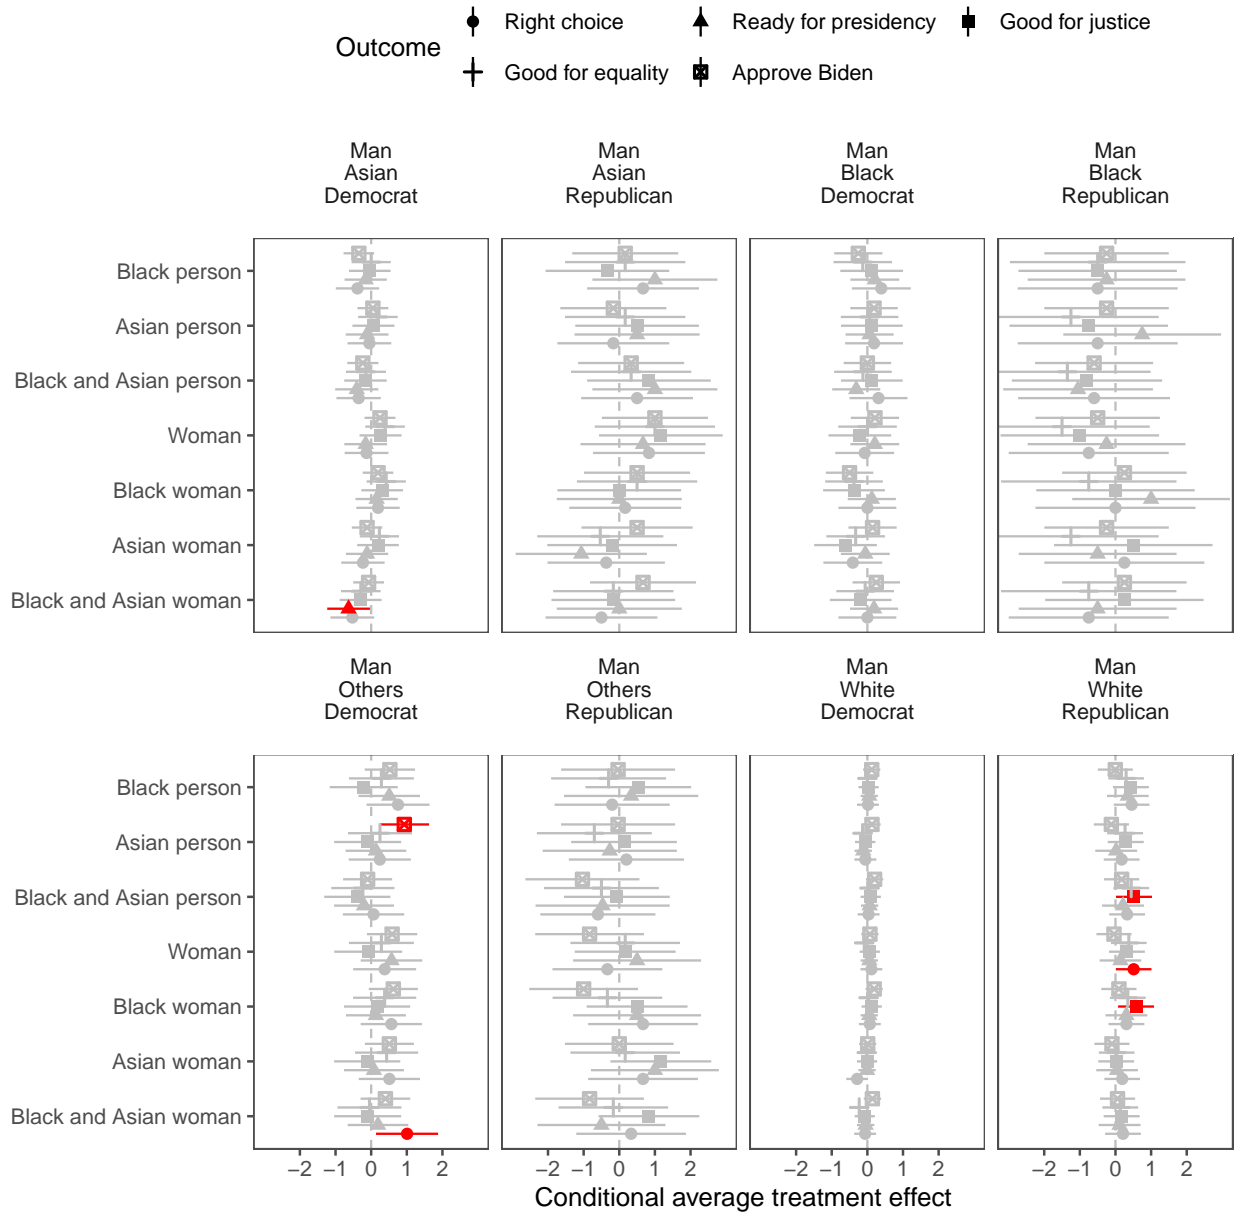 Outcome
Right choice
Ready for presidency
Good for justice
Good for equality
Approve Biden
Man
Asian
Democrat
Man
Asian
Republican
Man
Black
Democrat
Man
Black
Republican
Black person
Asian person
Black and Asian person
Woman
Black woman
Asian woman
Black and Asian woman
Man
Others
Democrat
Man
Others
Republican
Man
White
Democrat
Man
White
Republican
Black person
Asian person
Black and Asian person
Woman
Black woman
Asian woman
Black and Asian woman
−2 −1 0 1 2
−2 −1 0 1 2
−2 −1 0 1 2
−2 −1 0 1 2
Conditional average treatment effect